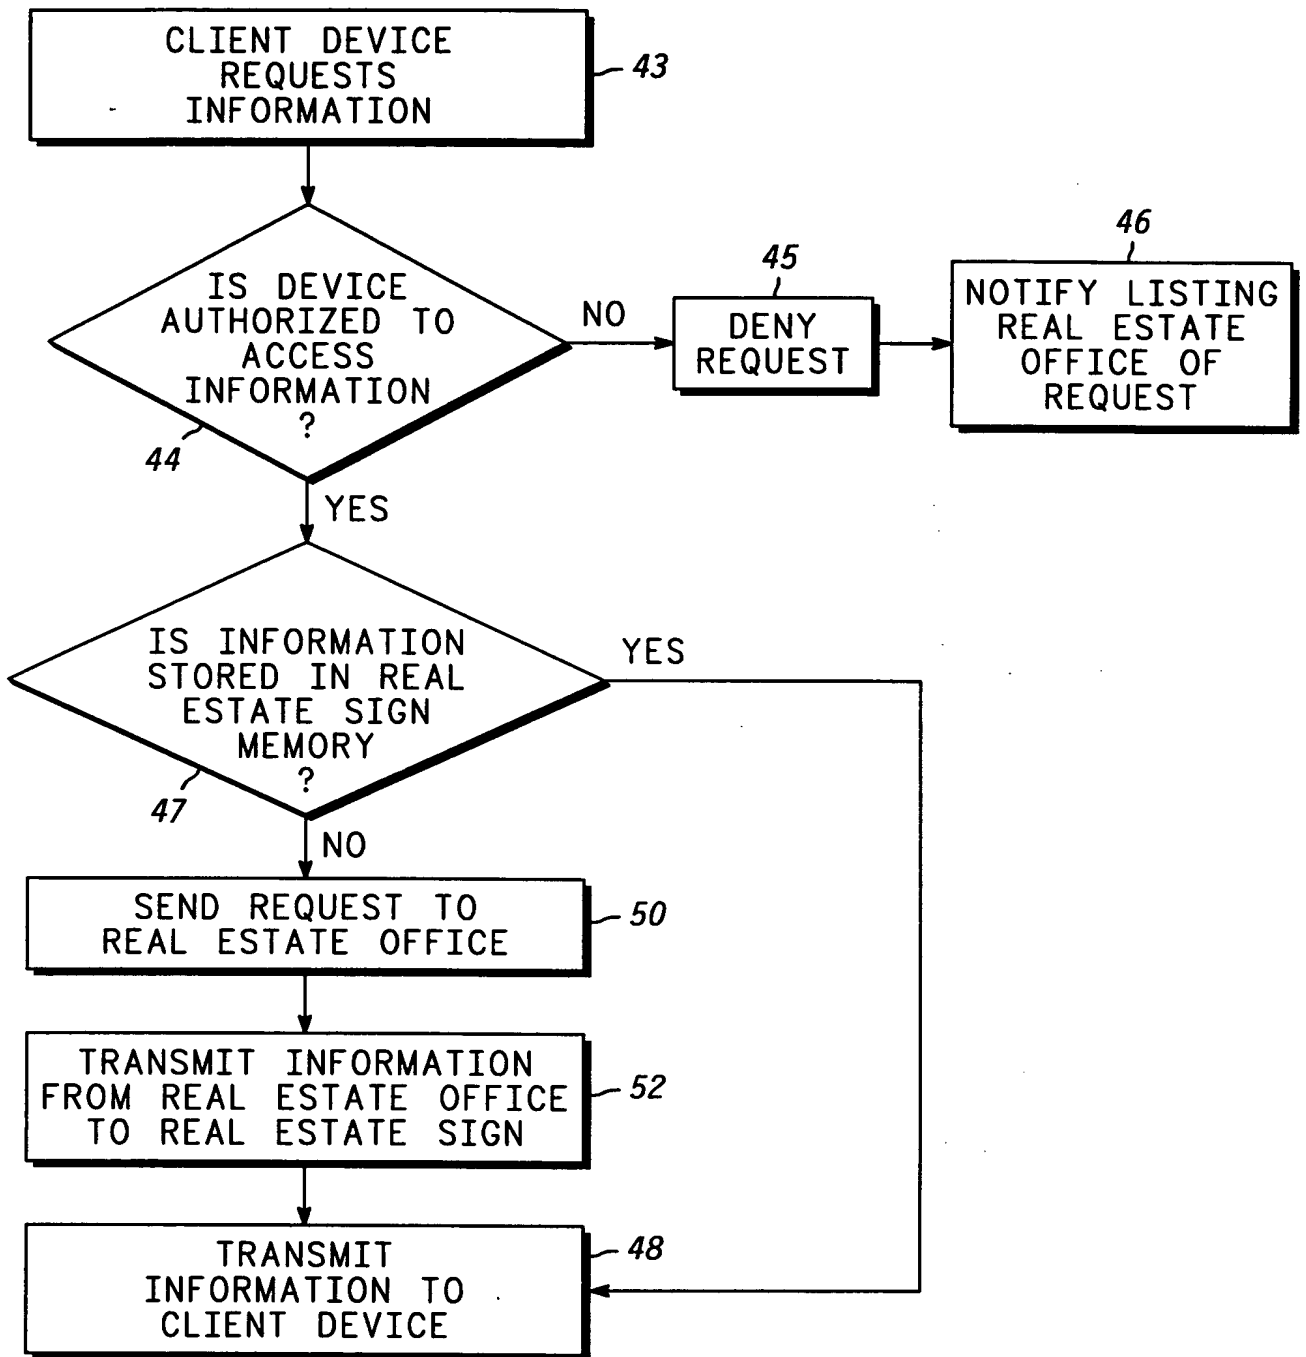 CLIENT DEVICE
REQUESTS
INFORMATION
43
IS DEVICE
AUTHORIZED TO
ACCESS
INFORMATION
?
44
NO
45
DENY
REQUEST
46
NOTIFY LISTING
REAL ESTATE
OFFICE OF
REQUEST
YES
IS INFORMATION
STORED IN REAL
ESTATE SIGN
MEMORY
?
47
YES
NO
SEND REQUEST TO
REAL ESTATE OFFICE
50
TRANSMIT INFORMATION
FROM REAL ESTATE OFFICE
TO REAL ESTATE SIGN
52
TRANSMIT
INFORMATION TO
CLIENT DEVICE
48